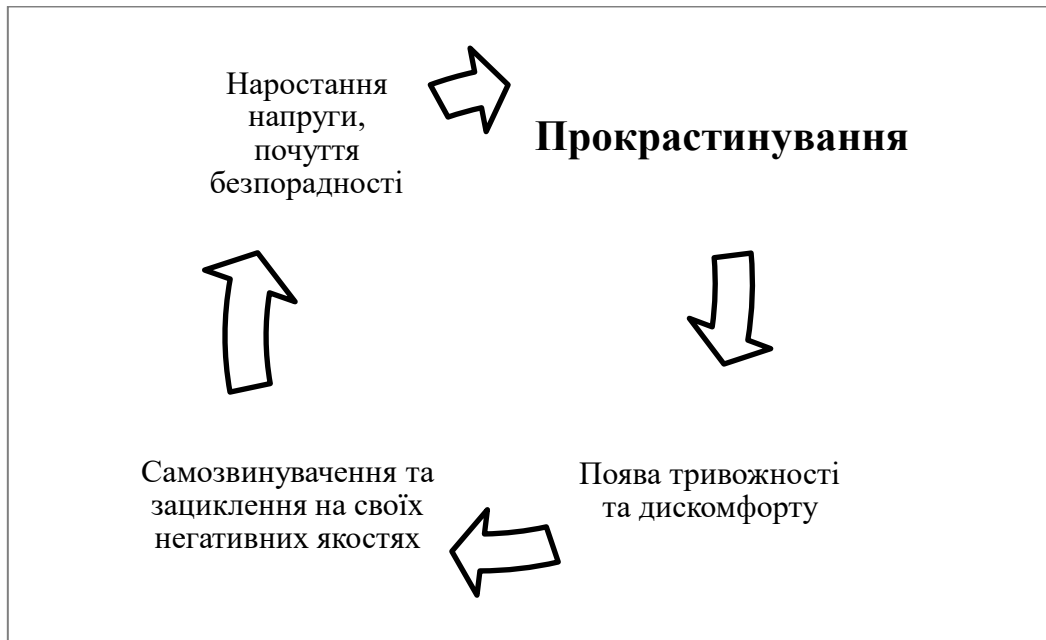 Наростання
напруги,
почуття
безпорадності
Прокрастинування
Поява тривожності
та дискомфорту
Самозвинувачення та
зациклення на своїх
негативних якостях